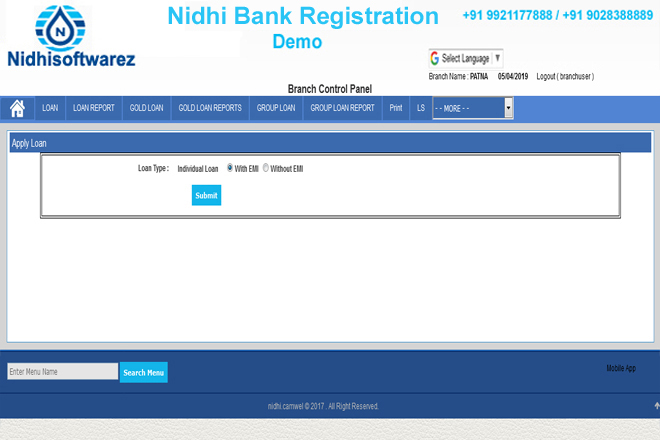 Nidhi Bank Registration
Demo
+91 9921177888 / +91 9028388889
N
Nidhisoftwarez
G Select Language ▼
Branch Name : PATNA 05/04/2019 Logout ( branchuser )
Branch Control Panel
LOAN LOAN REPORT GOLD LOAN GOLD LOAN REPORTS GROUP LOAN GROUP LOAN REPORT Print LS - - MORE - -
Apply Loan
Loan Type : Individual Loan With EMI Without EMI
Submit
Enter Menu Name Search Menu
Mobile App
nidhi.camwel © 2017 . All Right Reserved.